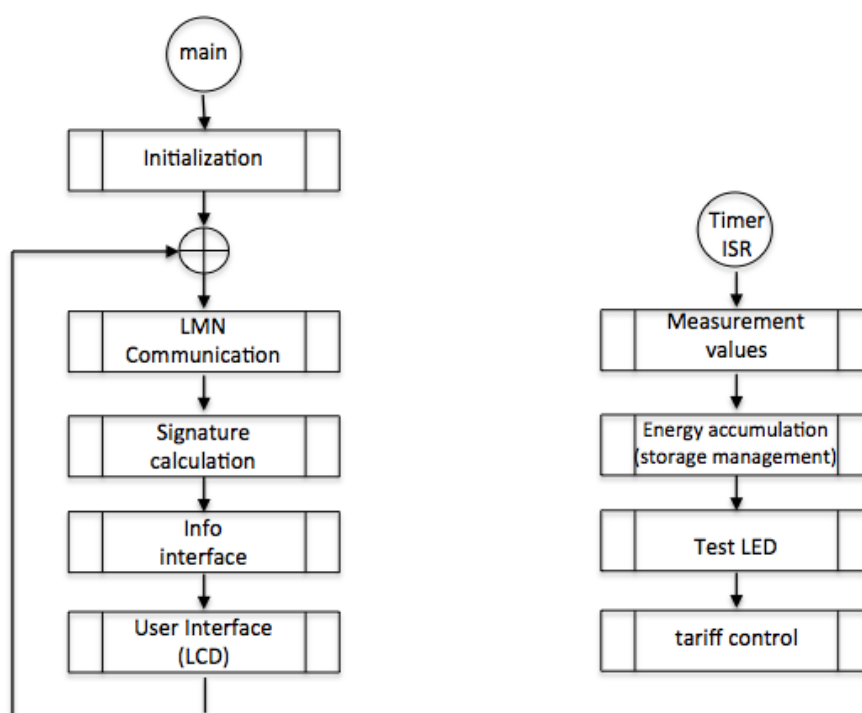 main
Initialization
LMN
Communication
Signature
calculation
Info
interface
User Interface
(LCD)
Timer
ISR
Measurement
values
Energy accumulation
(storage management)
Test LED
tariff control